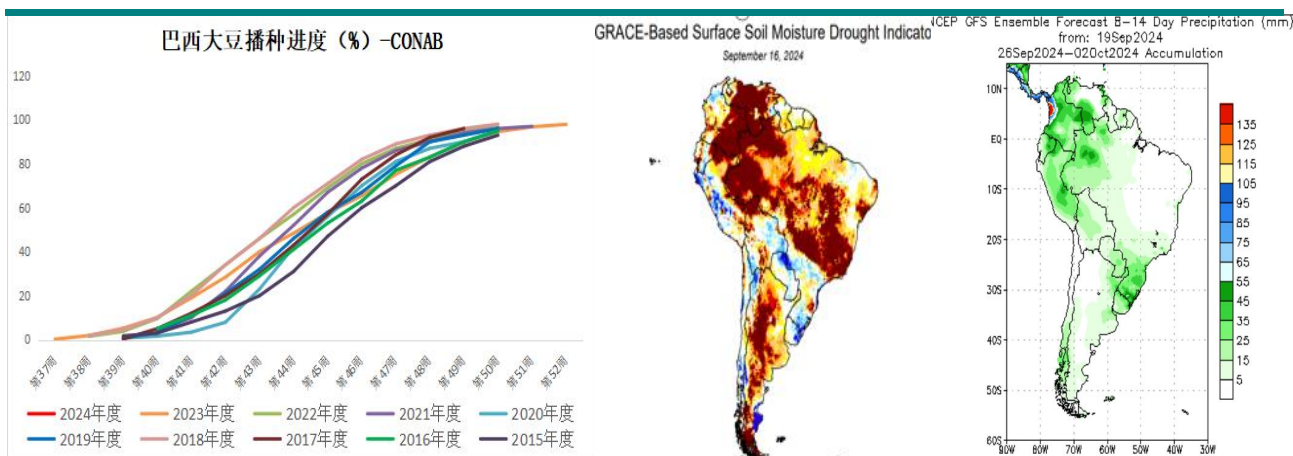 巴西大豆播种进度（%）-CONAB
120
100
80
60
40
20
0
第37周
第38周
第39周
第40周
第41周
第42周
第43周
第44周
第45周
第46周
第47周
第48周
第49周
第50周
第51周
第52周
2024年度
2023年度
2022年度
2021年度
2020年度
2019年度
2018年度
2017年度
2016年度
2015年度
GRACE-Based Surface Soil Moisture Drought Indicato
September 16, 2024
NCEP GFS Ensemble Forecast 8-14 Day Precipitation (mm)
from: 19Sep2024
26Sep2024-02Oct2024 Accumulation
10N
EQ
10S
20S
30S
40S
50S
60S
90W
80W
70W
60W
50W
40W
30W
135
125
115
105
95
85
75
65
55
45
35
25
15
5